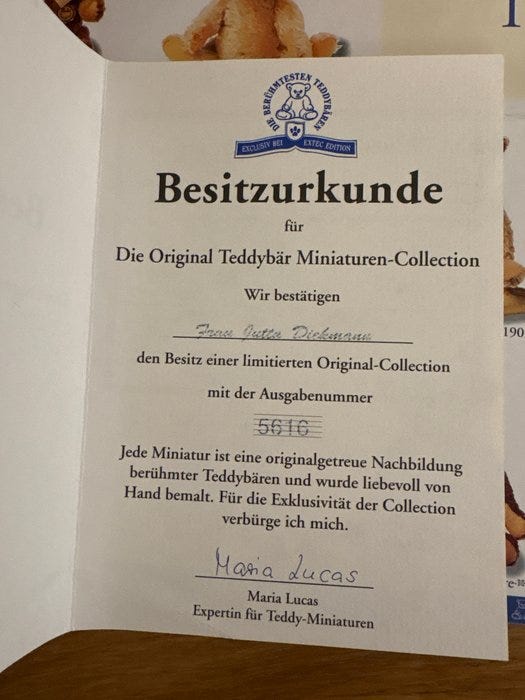 DIE BERÜHMTESTEN TEDDYBÄREN
EXCLUSIV BEI EXTEC EDITION
Besitzurkunde
für
Die Original Teddybär Miniaturen-Collection
Wir bestätigen
Frau Jutta Diekmann
den Besitz einer limitierten Original-Collection
mit der Ausgabenummer
5616
Jede Miniatur ist eine originalgetreue Nachbildung
berühmter Teddybären und wurde liebevoll von
Hand bemalt. Für die Exklusivität der Collection
verbürge ich mich.
Maria Lucas
Maria Lucas
Expertin für Teddy-Miniaturen
190